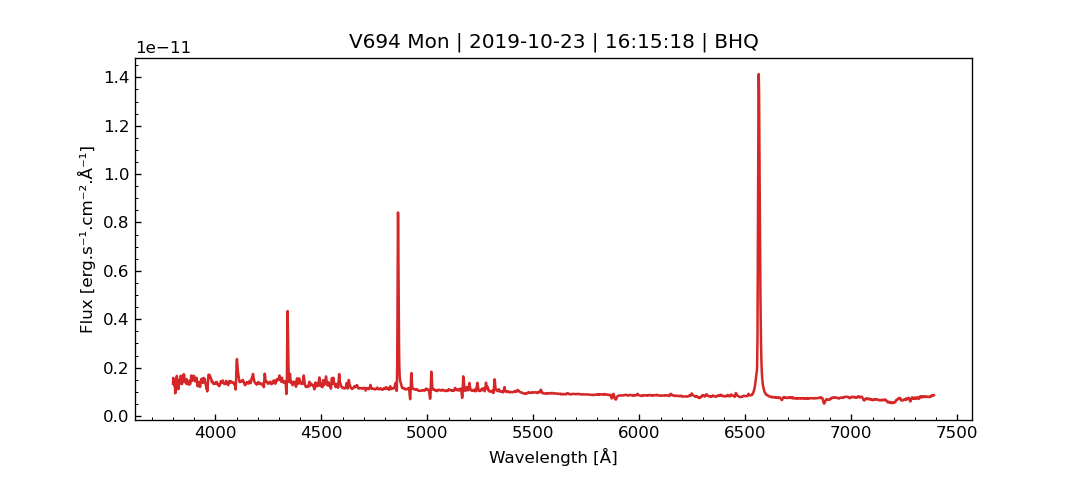 V694 Mon | 2019-10-23 | 16:15:18 | BHQ
1e−11
1.4
1.2
1.0
0.8
0.6
0.4
0.2
0.0
Flux [erg.s⁻¹.cm⁻².Å⁻¹]
4000 4500 5000 5500 6000 6500 7000 7500
Wavelength [Å]